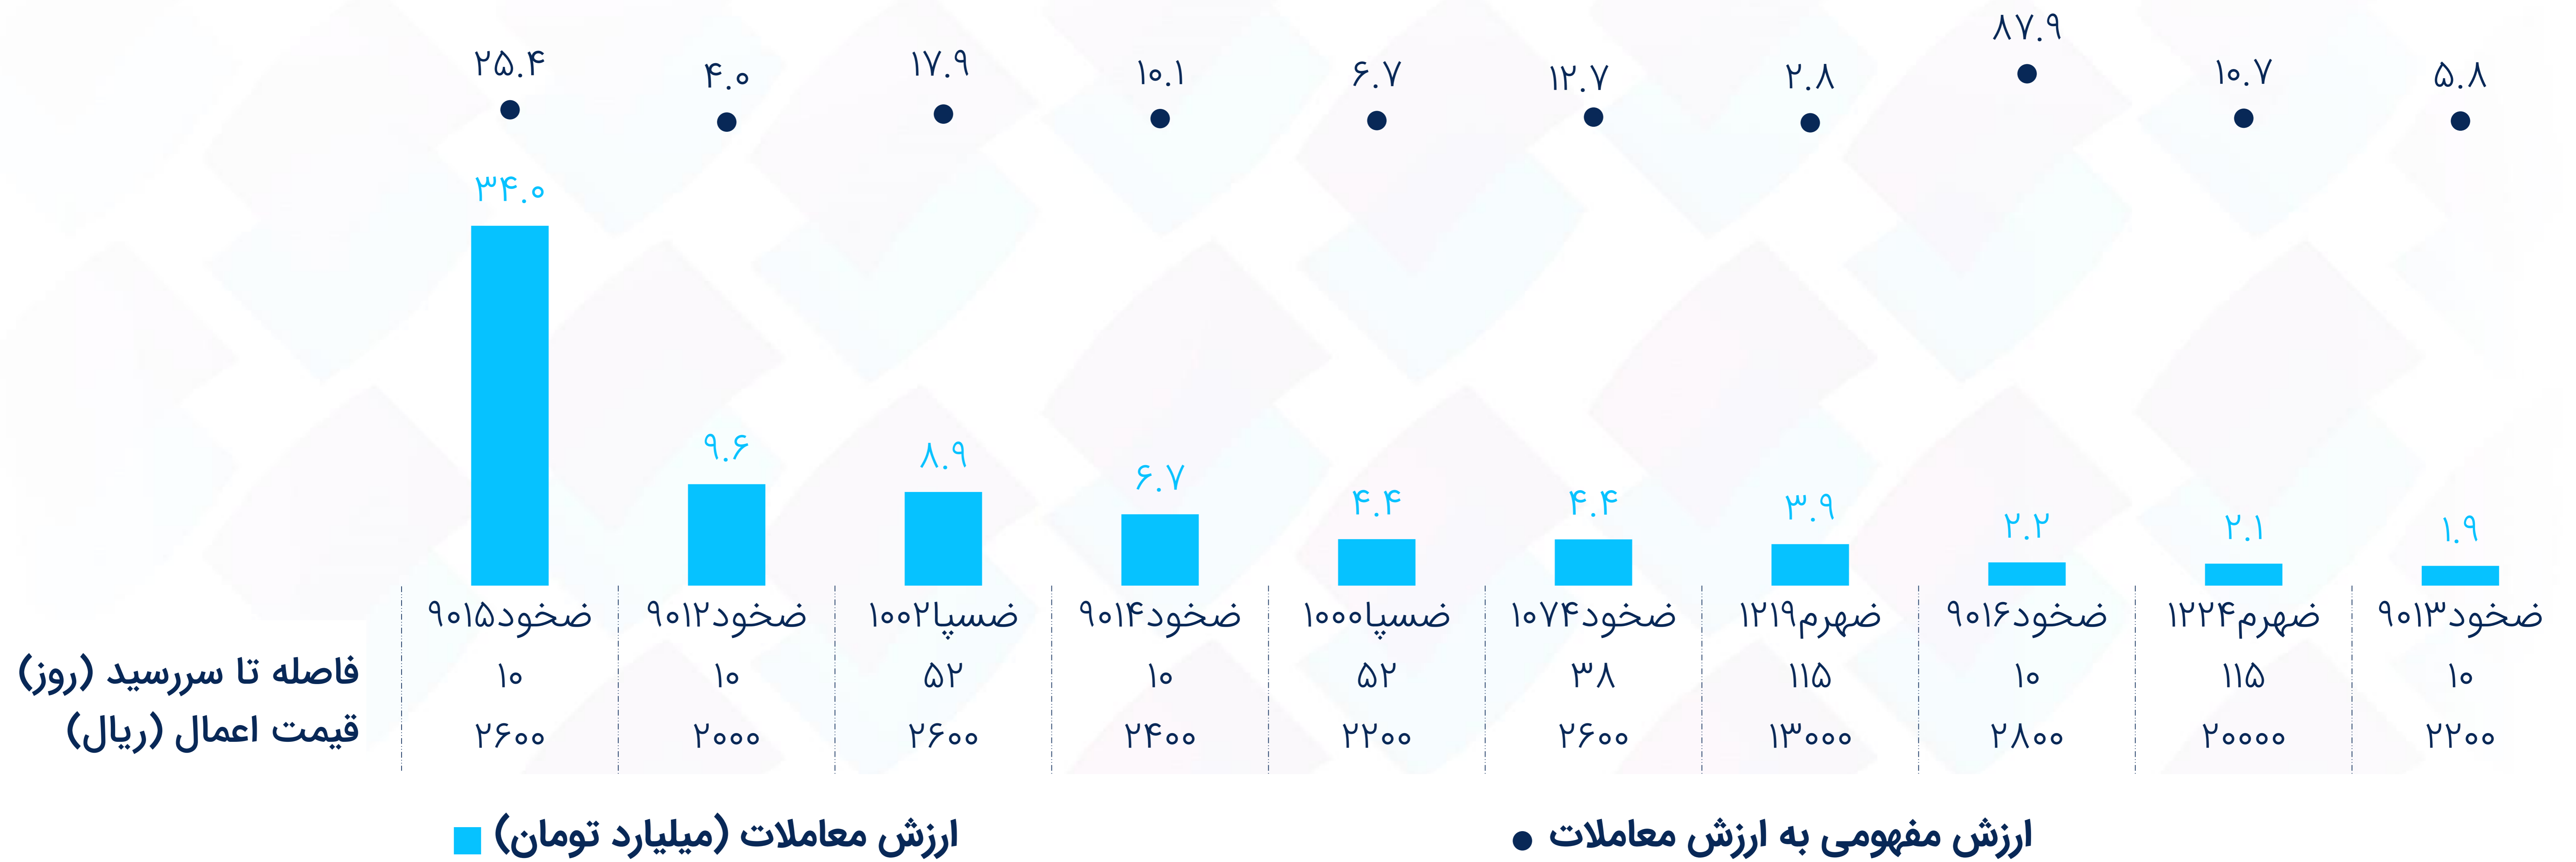 ۲۵.۴ ۴.۰ ۱۷.۹ ۱۰.۱ ۶.۷ ۱۲.۷ ۲.۸ ۸۷.۹ ۱۰.۷ ۵.۸
۳۴.۰ ۹.۶ ۸.۹ ۶.۷ ۴.۴ ۴.۴ ۳.۹ ۲.۲ ۲.۱ ۱.۹
ضخود۹۰۱۵ ضخود۹۰۱۲ ضسپا۱۰۰۲ ضخود۹۰۱۴ ضسپا۱۰۰۰ ضخود۱۰۷۴ ضهرم۱۲۱۹ ضخود۹۰۱۶ ضهرم۱۲۲۴ ضخود۹۰۱۳
فاصله تا سررسید (روز) ۱۰ ۱۰ ۵۲ ۱۰ ۵۲ ۳۸ ۱۱۵ ۱۰ ۱۱۵ ۱۰
قیمت اعمال (ریال) ۲۶۰۰ ۲۰۰۰ ۲۶۰۰ ۲۴۰۰ ۲۲۰۰ ۲۶۰۰ ۱۳۰۰۰ ۲۸۰۰ ۲۰۰۰۰ ۲۲۰۰
ارزش معاملات (میلیارد تومان)
ارزش مفهومی به ارزش معاملات